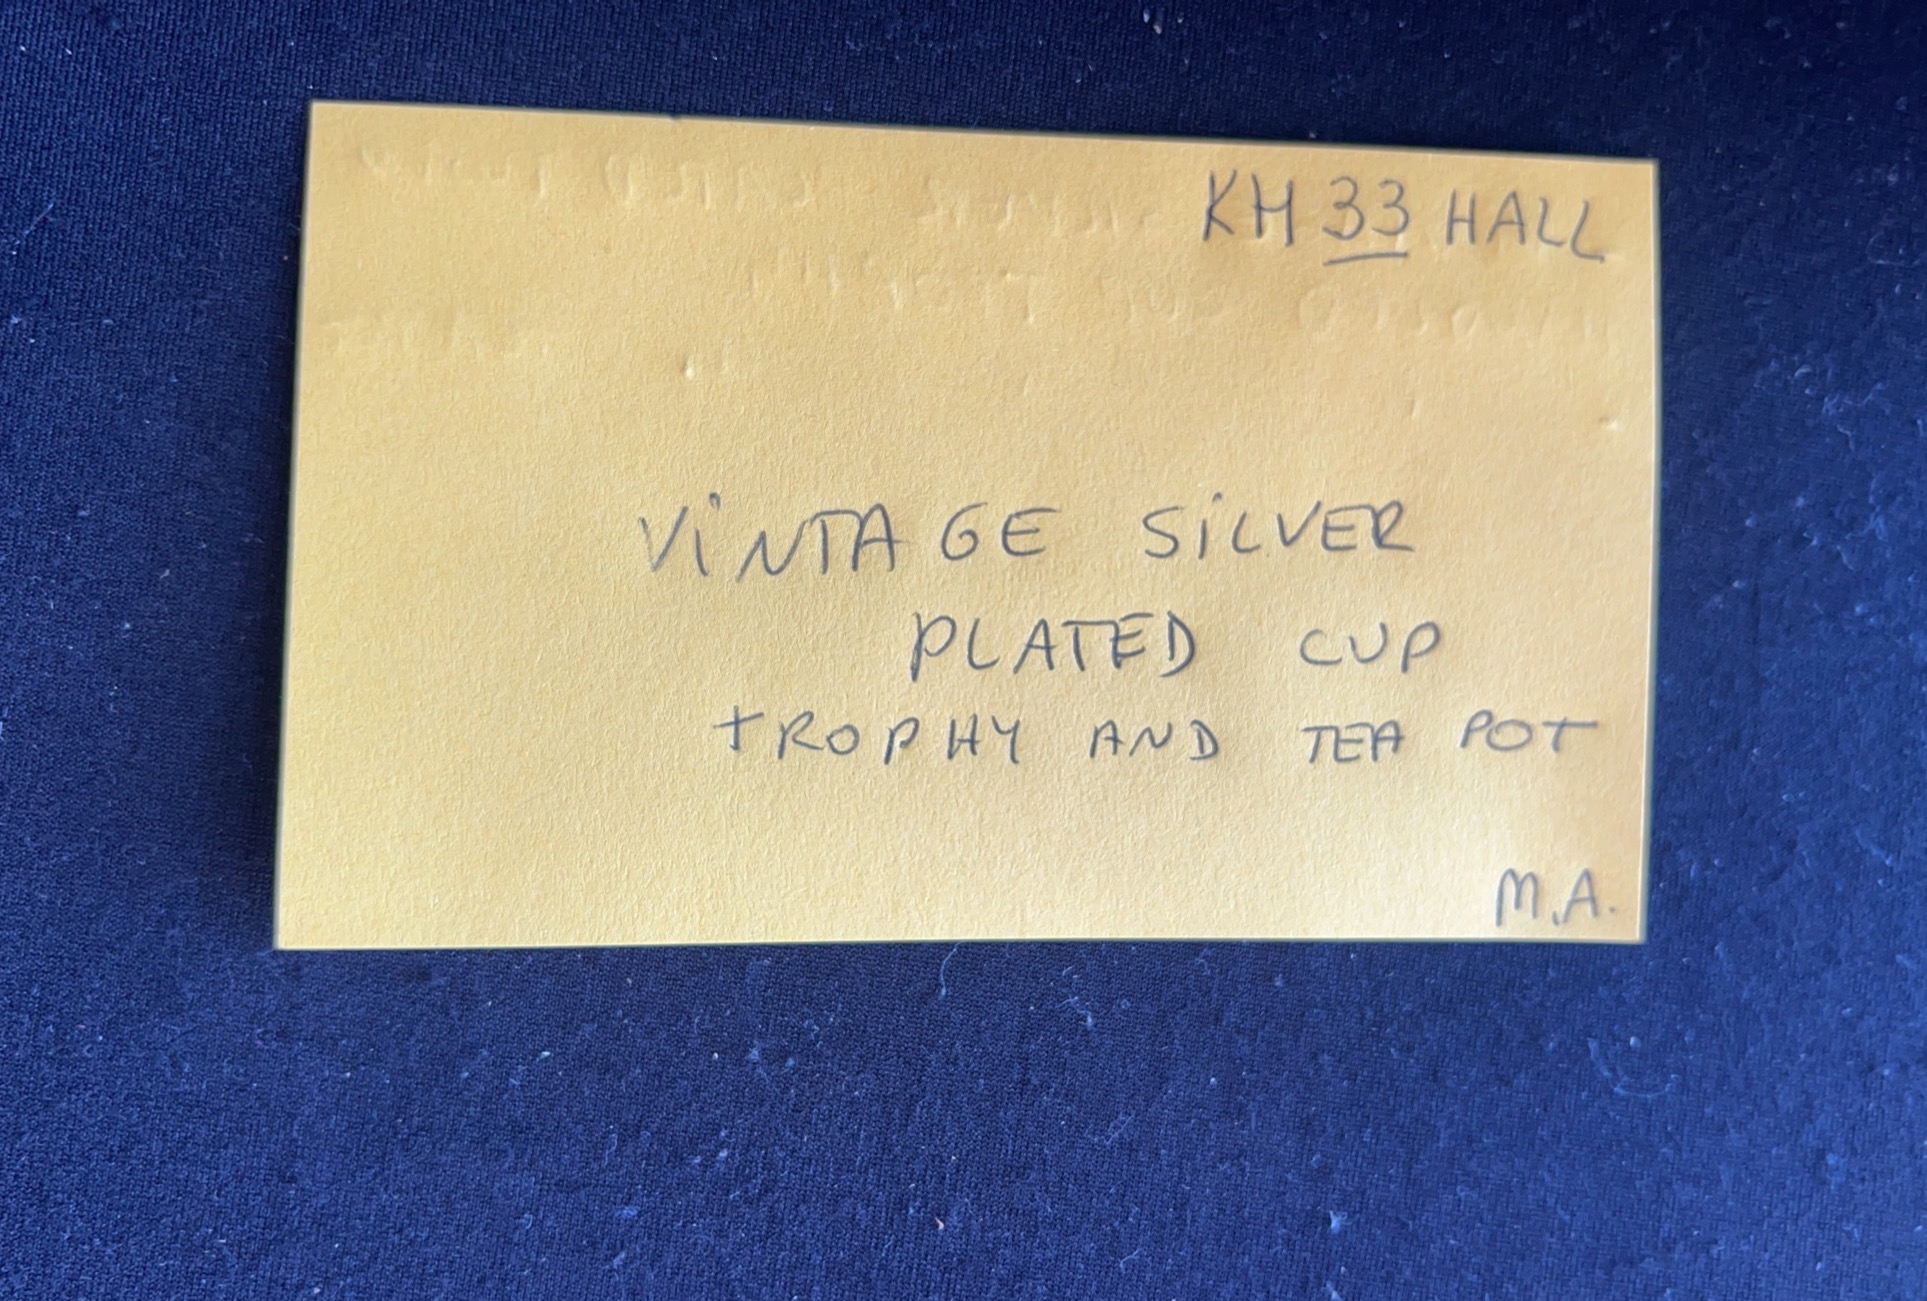 KH 33 HALL
VINTAGE SILVER
PLATED CUP
TROPHY AND TEA POT
M.A.